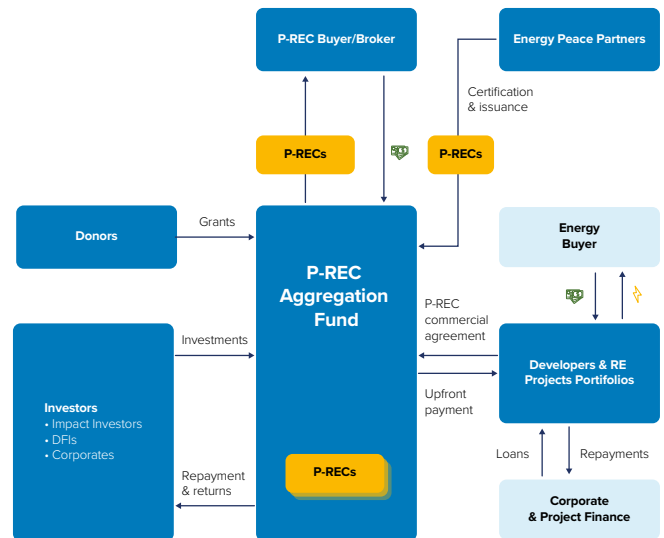 P-REC Buyer/Broker
Energy Peace Partners
Certification
& issuance
P-RECs
P-RECs
Donors
Grants
P-REC
Aggregation
Fund
Energy
Buyer
P-REC
commercial
agreement
Investments
Developers & RE
Projects Portifolios
Upfront
payment
Investors
• Impact Investors
• DFIs
• Corporates
Loans
Repayments
P-RECs
Repayment
& returns
Corporate
& Project Finance